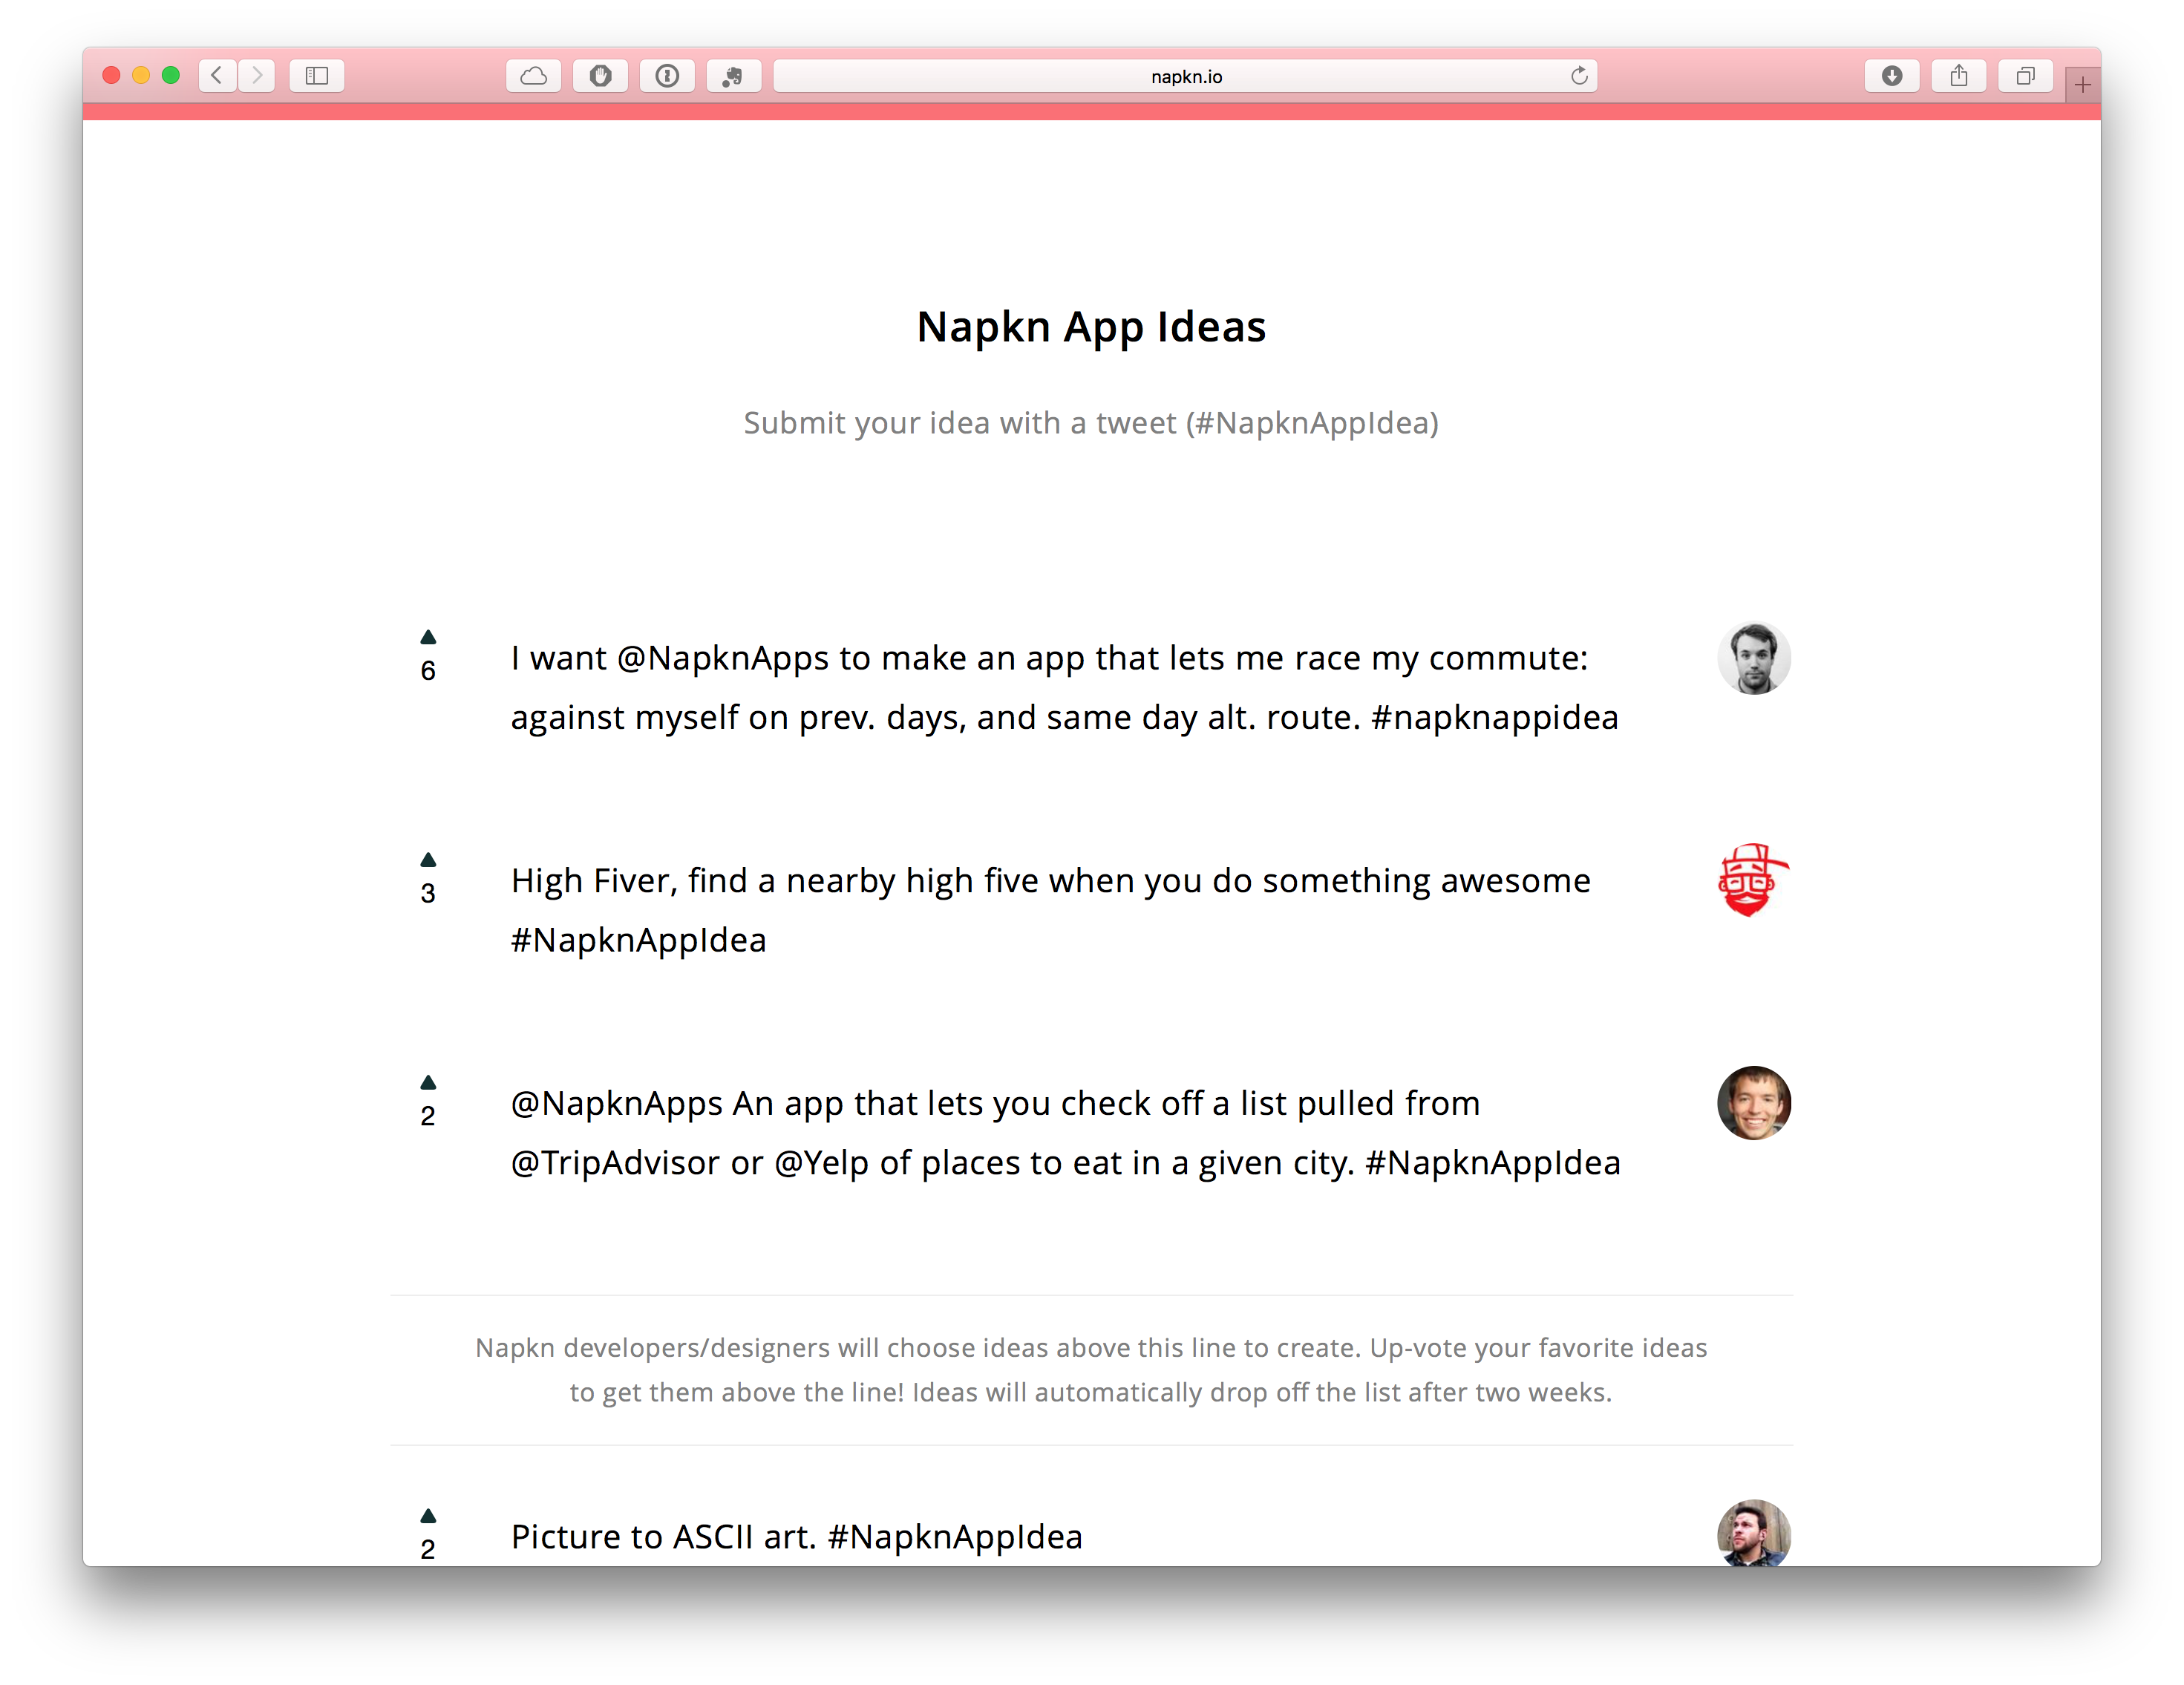 napkn.io
Napkn App Ideas
Submit your idea with a tweet (#NapknAppIdea)
6
I want @NapknApps to make an app that lets me race my commute:
against myself on prev. days, and same day alt. route. #napknappidea
3
High Fiver, find a nearby high five when you do something awesome
#NapknAppIdea
2
@NapknApps An app that lets you check off a list pulled from
@TripAdvisor or @Yelp of places to eat in a given city. #NapknAppIdea
Napkn developers/designers will choose ideas above this line to create. Up-vote your favorite ideas
to get them above the line! Ideas will automatically drop off the list after two weeks.
2
Picture to ASCII art. #NapknAppIdea